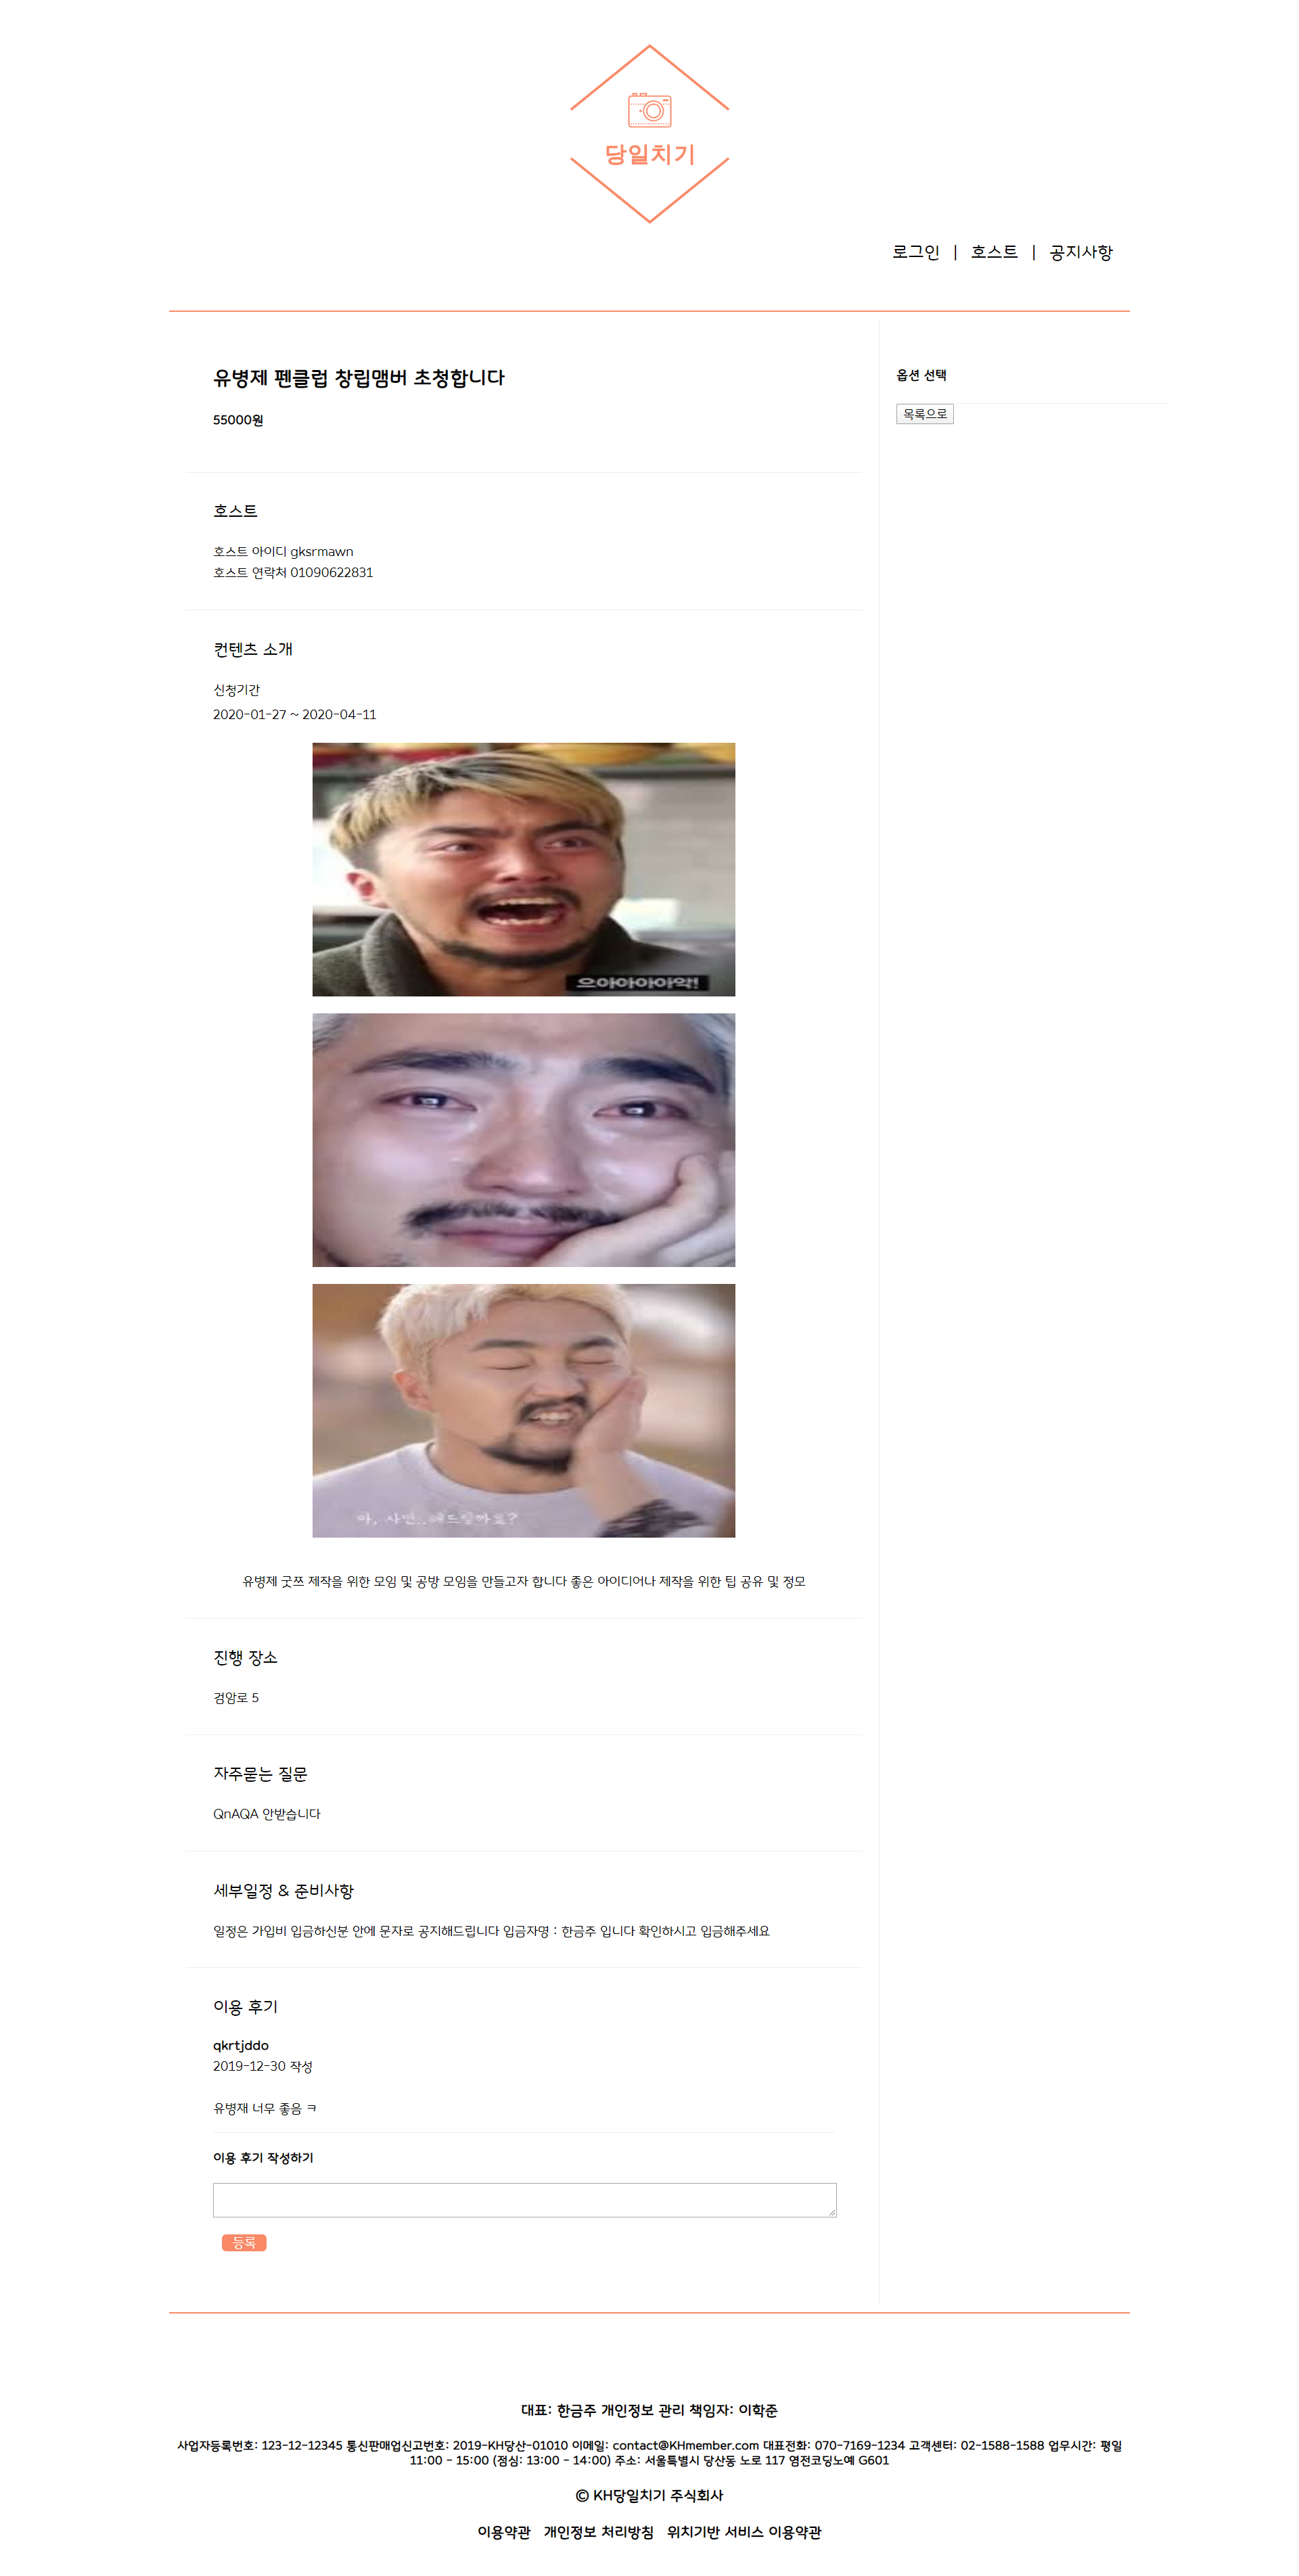 당일치기
로그인 | 호스트 | 공지사항
유병제 펜클럽 창립맴버 초청합니다
55000원
옵션 선택
목록으로
호스트
호스트 아이디 gksrmawn
호스트 연락처 01090622831
컨텐츠 소개
신청기간
2020-01-27 ~ 2020-04-11
으아아아아악!
아, 사면..해드릴까요?
유병제 굿쯔 제작을 위한 모임 및 공방 모임을 만들고자 합니다 좋은 아이디어나 제작을 위한 팁 공유 및 정모
진행 장소
검암로 5
자주묻는 질문
QnAQA 안받습니다
세부일정 & 준비사항
일정은 가입비 입금하신분 안에 문자로 공지해드립니다 입금자명 : 한금주 입니다 확인하시고 입금해주세요
이용 후기
qkrtjddo
2019-12-30 작성
유병재 너무 좋음 ㅋ
이용 후기 작성하기
등록
대표: 한금주 개인정보 관리 책임자: 이학준
사업자등록번호: 123-12-12345 통신판매업신고번호: 2019-KH당산-01010 이메일: contact@KHmember.com 대표전화: 070-7169-1234 고객센터: 02-1588-1588 업무시간: 평일
11:00 - 15:00 (점심: 13:00 - 14:00) 주소: 서울특별시 당산동 노로 117 염전코딩노예 G601
© KH당일치기 주식회사
이용약관 개인정보 처리방침 위치기반 서비스 이용약관